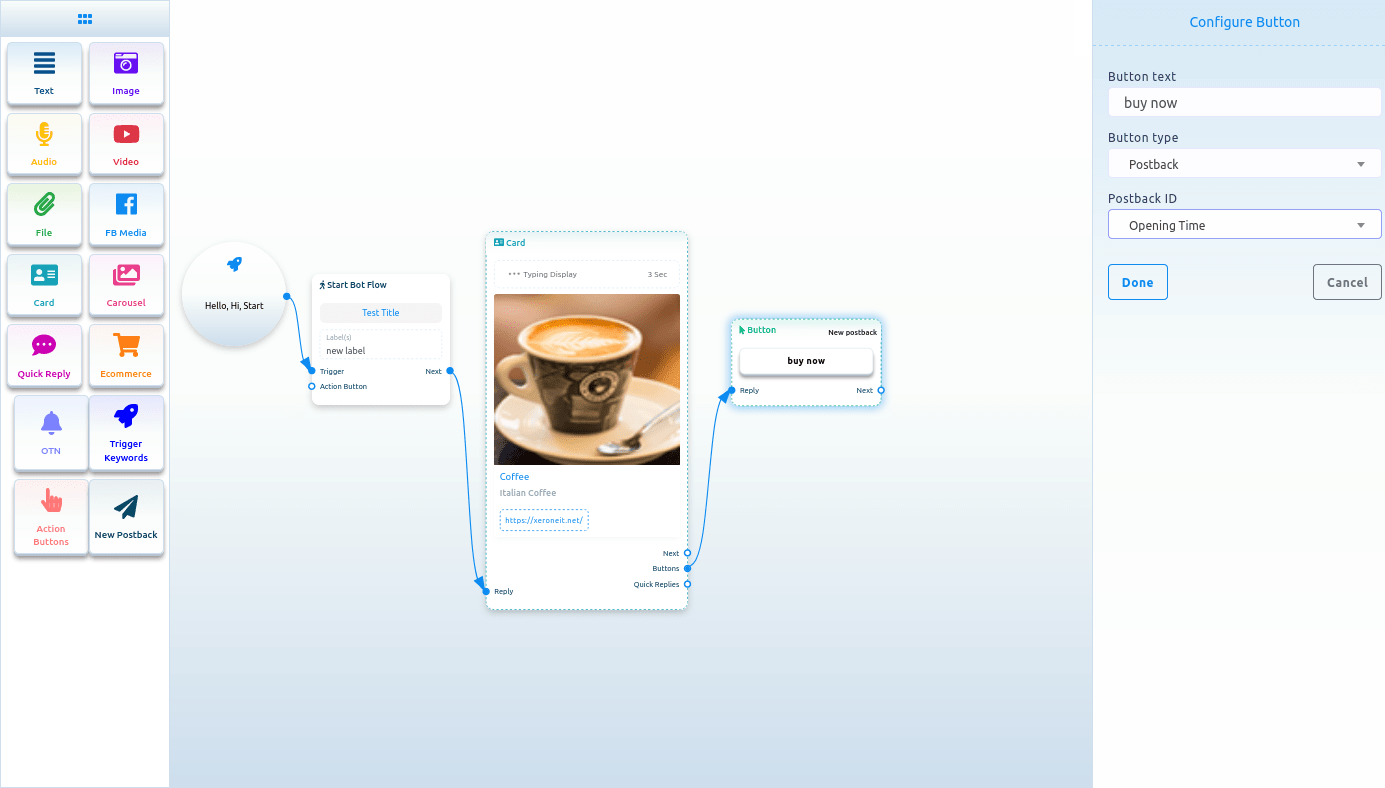 Text
Image
Audio
Video
File
FB Media
Card
Carousel
Quick Reply
Ecommerce
OTN
Trigger
Keywords
Action
Buttons
New Postback
Hello, Hi, Start
Start Bot Flow
Test Title
Label(s)
new label
Trigger
Next
Action Button
Card
Typing Display
3 Sec
Coffee
Italian Coffee
https://xeroneit.net/
Next
Buttons
Quick Replies
Reply
Button
New postback
buy now
Reply
Next
Configure Button
Button text
buy now
Button type
Postback
Postback ID
Opening Time
Done
Cancel